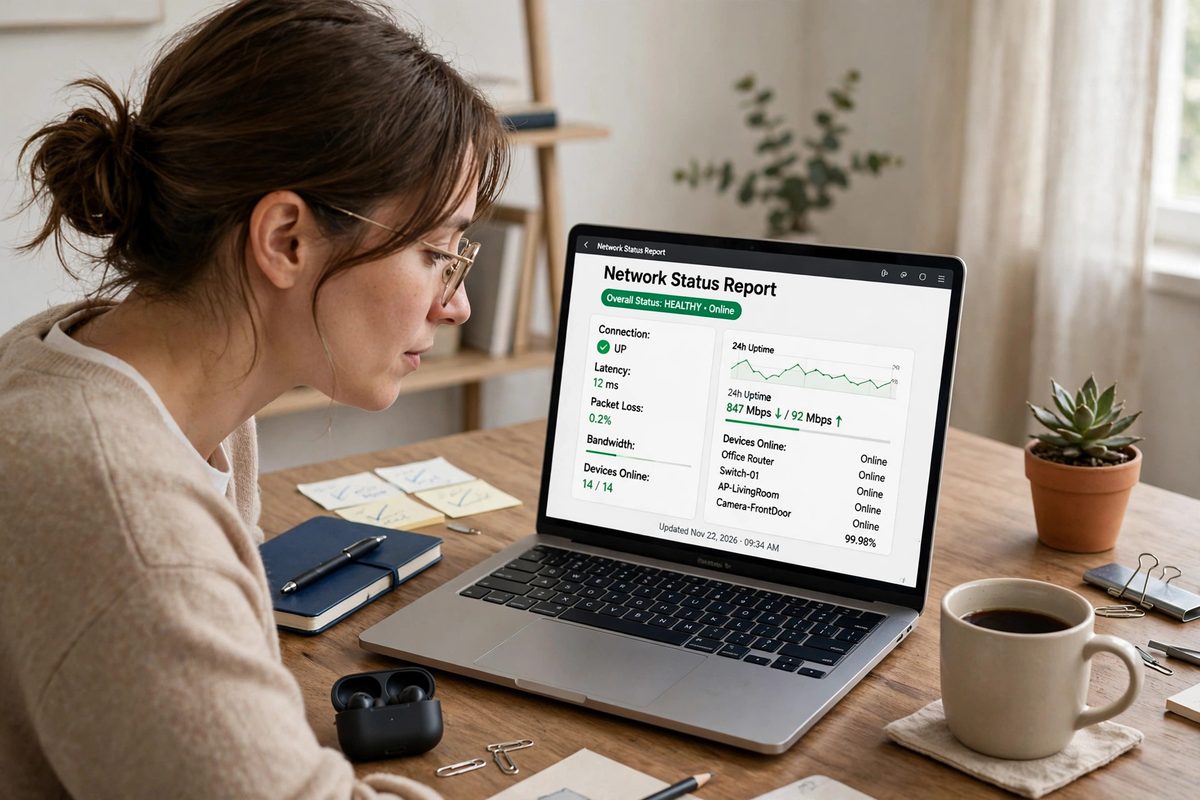 Network Status Report
Network Status Report
Overall Status: HEALTHY • Online
Connection:
UP
Latency:
12 ms
Packet Loss:
0.2%
Bandwidth:
Devices Online:
14 / 14
24h Uptime
24h Uptime
847 Mbps ↓ / 92 Mbps ↑
Devices Online:
Office Router Online
Switch-01 Online
AP-LivingRoom Online
Camera-FrontDoor Online
Online
99.98%
Updated Nov 22, 2026 · 09:34 AM